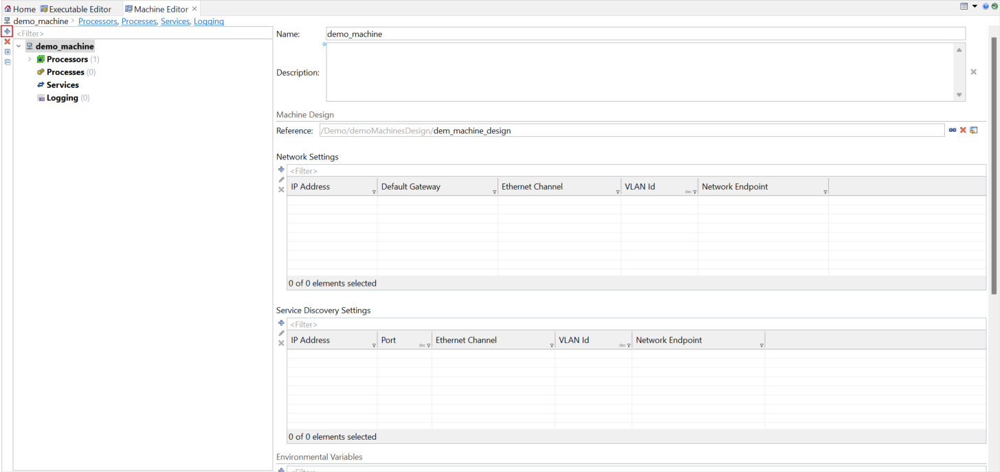 Home Executable Editor Machine Editor
demo_machine > Processors, Processes, Services, Logging
<Filter>
demo_machine
Processors (1)
Processes (0)
Services
Logging (0)
Name: demo_machine
Description:
Machine Design
Reference: /Demo/demoMachinesDesign/dem_machine_design
Network Settings
<Filter>
IP Address Default Gateway Ethernet Channel VLAN Id dec Network Endpoint
0 of 0 elements selected
Service Discovery Settings
<Filter>
IP Address Port dec Ethernet Channel VLAN Id dec Network Endpoint
0 of 0 elements selected
Environmental Variables
<Filter>